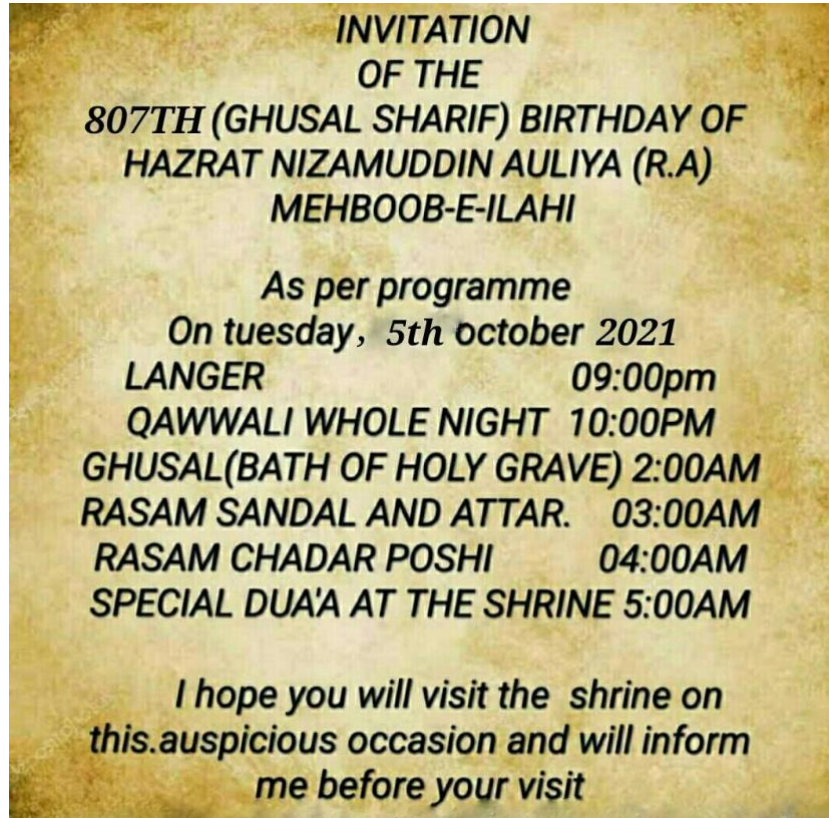 INVITATION
OF THE
807TH (GHUSAL SHARIF) BIRTHDAY OF
HAZRAT NIZAMUDDIN AULIYA (R.A)
MEHBOOB-E-ILAHI
As per programme
On tuesday, 5th october 2021
LANGER 09:00pm
QAWWALI WHOLE NIGHT 10:00PM
GHUSAL(BATH OF HOLY GRAVE) 2:00AM
RASAM SANDAL AND ATTAR. 03:00AM
RASAM CHADAR POSHI 04:00AM
SPECIAL DUA'A AT THE SHRINE 5:00AM
I hope you will visit the shrine on
this.auspicious occasion and will inform
me before your visit